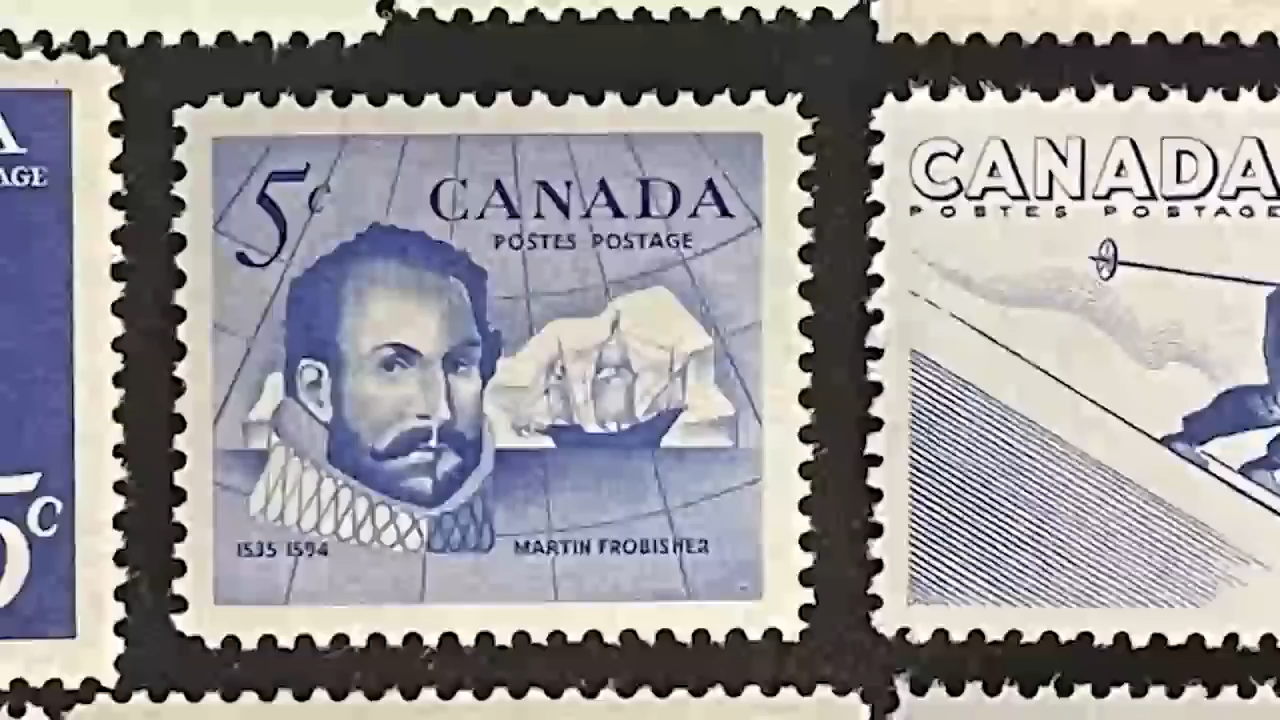 A
AGE
5c
5c
CANADA
POSTES POSTAGE
1535 1594
MARTIN FROBISHER
CANADA
POSTES POSTAGE